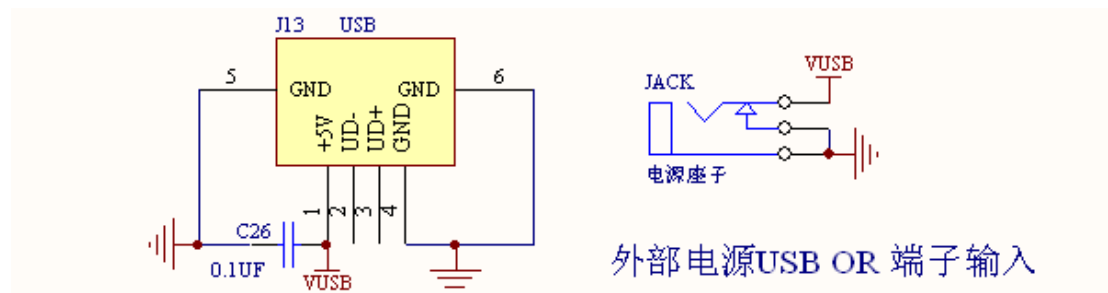 J13 USB
5
GND
GND
6
+5V
UD-
UD+
GND
1
2
3
4
C26
0.1UF
VUSB
JACK
VUSB
电源座子
外部电源USB OR 端子输入